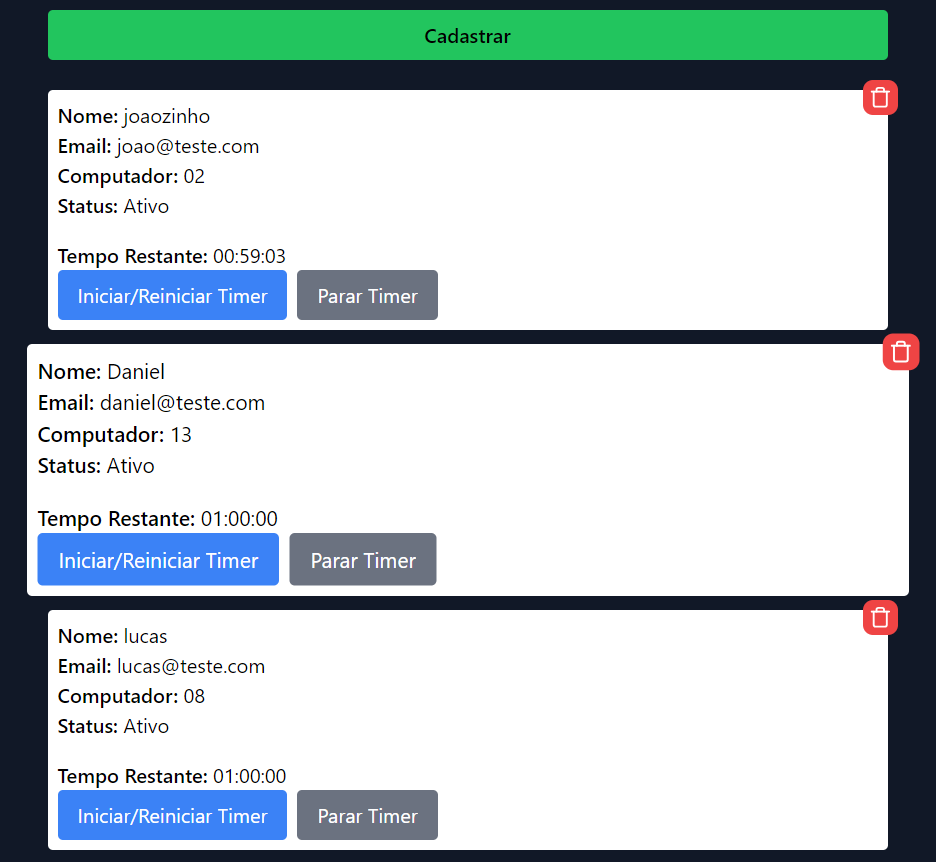 Cadastrar
Nome: joaozinho
Email: joao@teste.com
Computador: 02
Status: Ativo
Tempo Restante: 00:59:03
Iniciar/Reiniciar Timer Parar Timer
Nome: Daniel
Email: daniel@teste.com
Computador: 13
Status: Ativo
Tempo Restante: 01:00:00
Iniciar/Reiniciar Timer Parar Timer
Nome: lucas
Email: lucas@teste.com
Computador: 08
Status: Ativo
Tempo Restante: 01:00:00
Iniciar/Reiniciar Timer Parar Timer